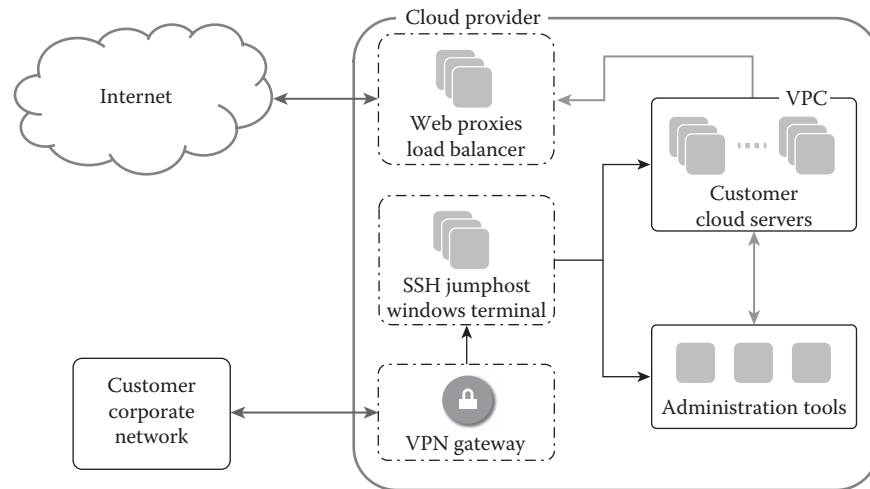 Cloud provider
Internet
Web proxies
load balancer
VPC
Customer
cloud servers
SSH jumphost
windows terminal
Customer
corporate
network
VPN gateway
Administration tools